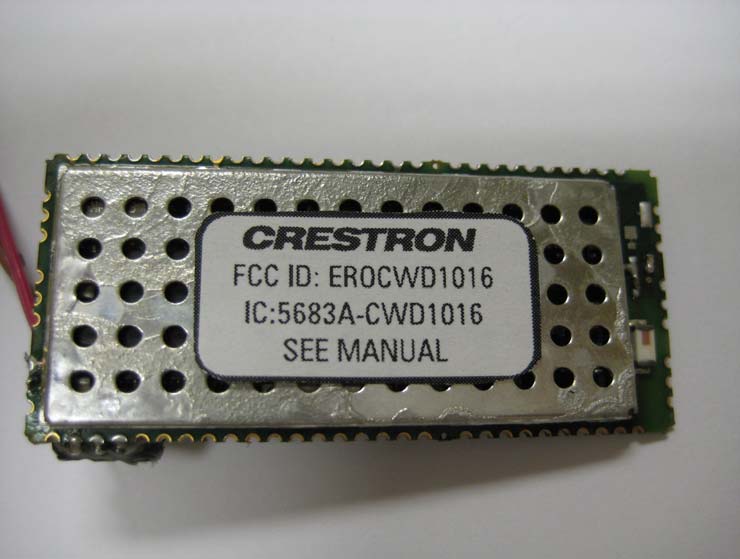 CRESTRON
FCC ID: EROCWD1016
IC:5683A-CWD1016
SEE MANUAL